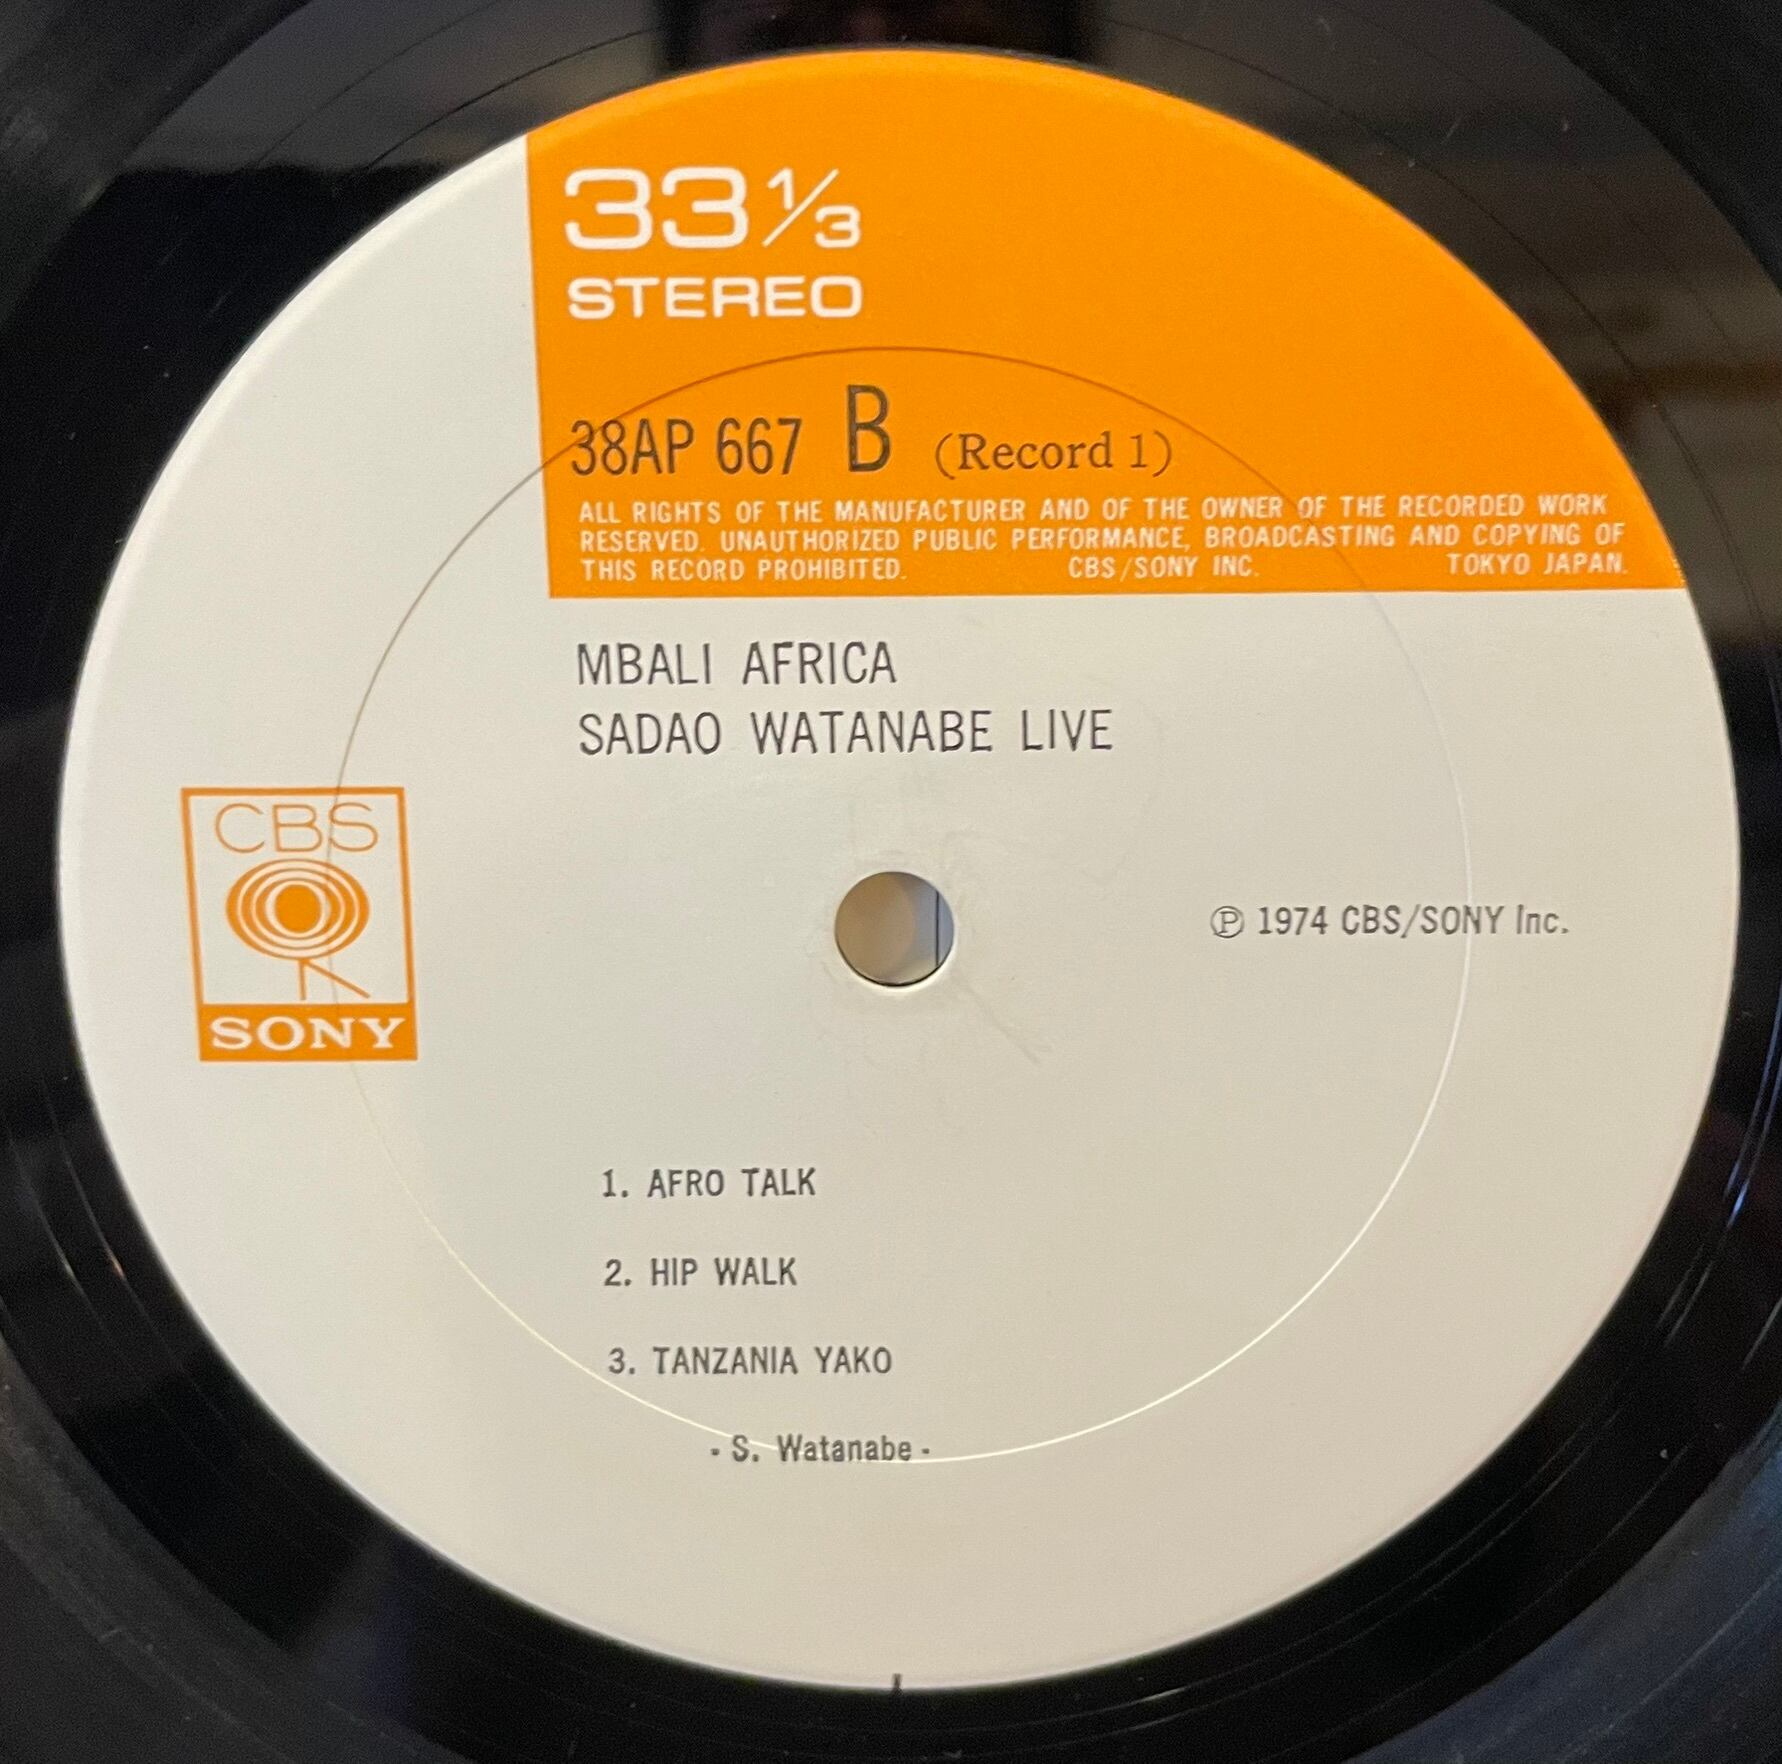 33 1/3
STEREO
38AP 667 B (Record 1)
ALL RIGHTS OF THE MANUFACTURER AND OF THE OWNER OF THE RECORDED WORK
RESERVED. UNAUTHORIZED PUBLIC PERFORMANCE, BROADCASTING AND COPYING OF
THIS RECORD PROHIBITED. CBS/SONY INC. TOKYO JAPAN.
MBALI AFRICA
SADAO WATANABE LIVE
CBS
SONY
℗ 1974 CBS/SONY Inc.
1. AFRO TALK
2. HIP WALK
3. TANZANIA YAKO
- S. Watanabe -